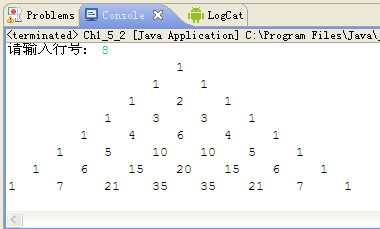 Problems Console LogCat
<terminated> Ch1_5_2 [Java Application] C:\Program Files\Java\
请输入行号: 8
1
1 1
1 2 1
1 3 3 1
1 4 6 4 1
1 5 10 10 5 1
1 6 15 20 15 6 1
1 7 21 35 35 21 7 1